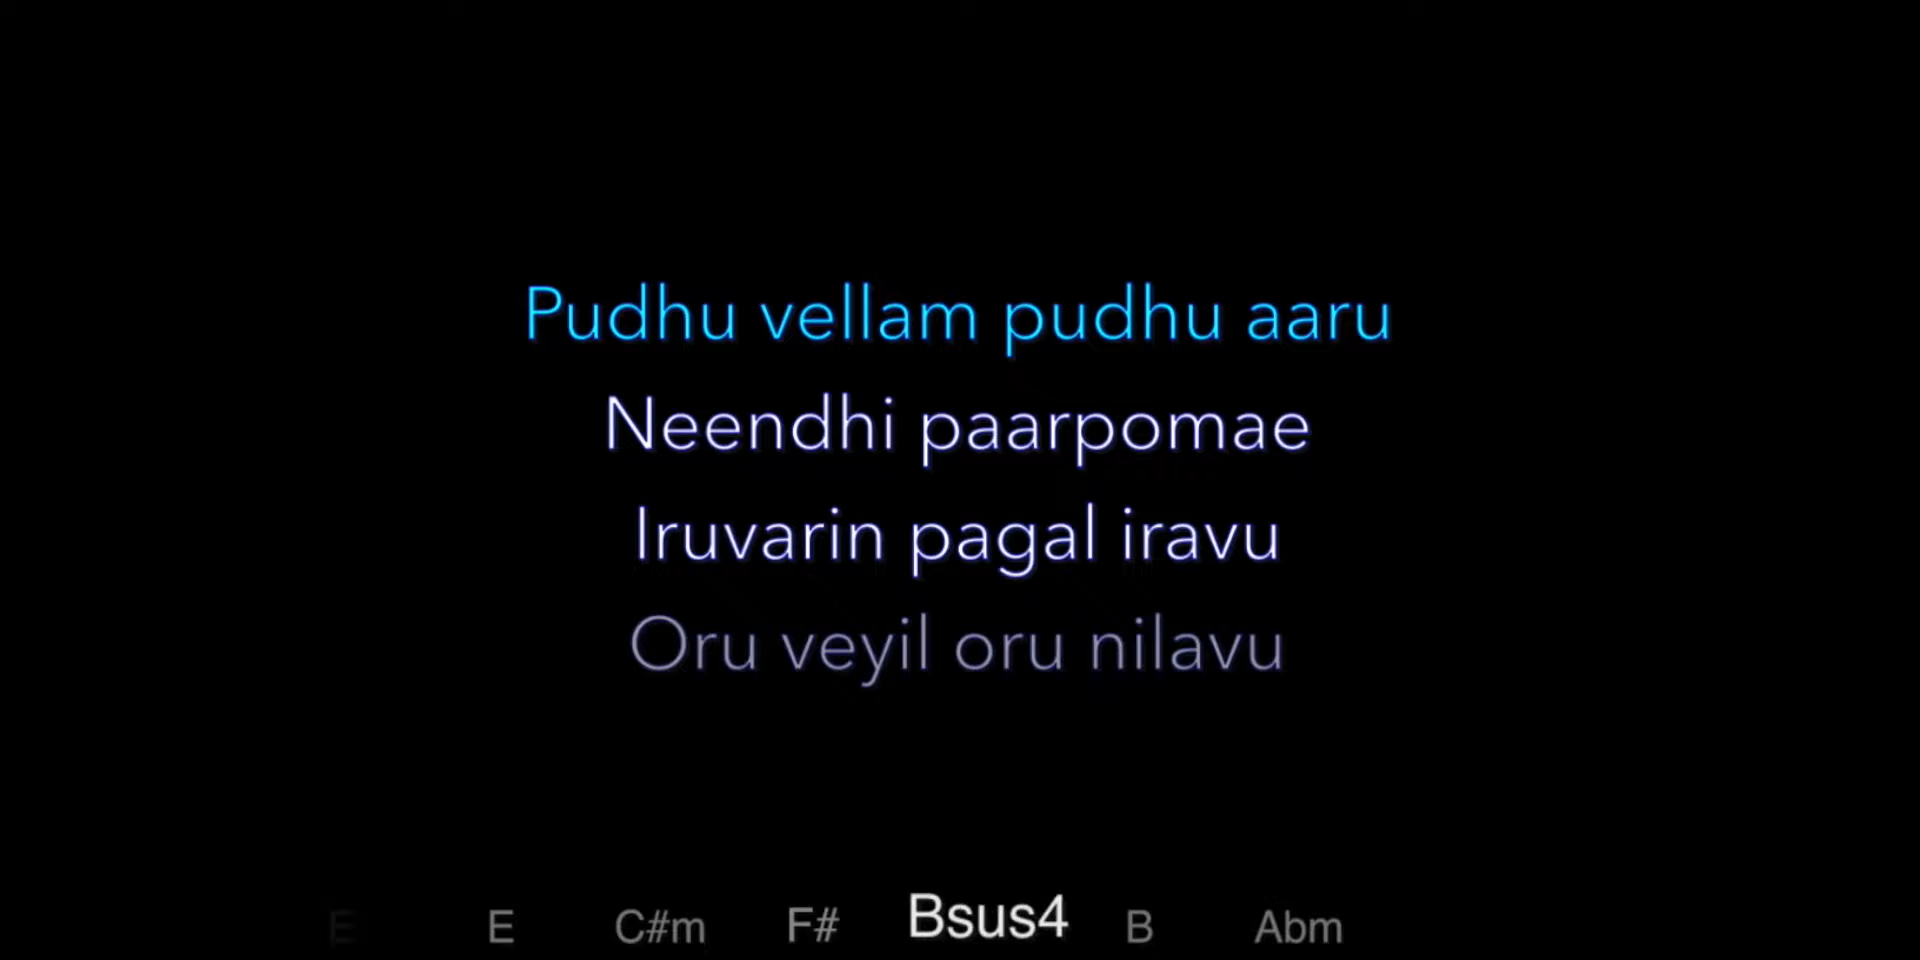 Pudhu vellam pudhu aaru
Neendhi paarpomae
Iruvarin pagal iravu
Oru veyil oru nilavu
E E C#m F# Bsus4 B Abm